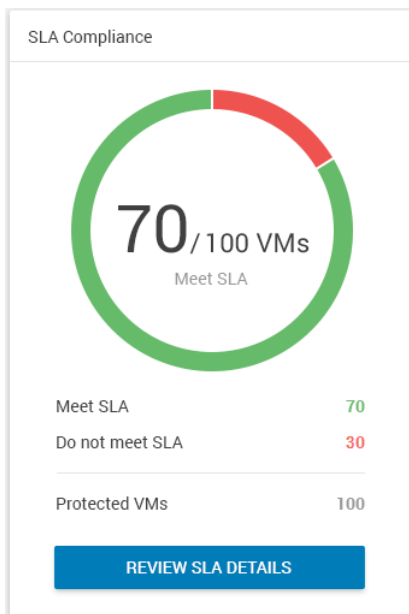 SLA Compliance
70/100 VMs
Meet SLA
Meet SLA 70
Do not meet SLA 30
Protected VMs 100
REVIEW SLA DETAILS